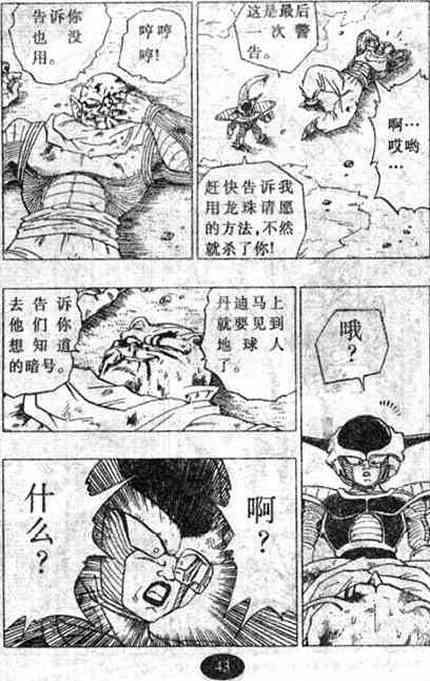 这是最后
一次警
告。
啊…
哎哟
…
赶快告诉我
用龙珠请愿
的方法,不然
就杀了你!
哼哼
哼!
告诉你
也没
用。
哦?
丹迪马上
就要见到
地球人
了。
去告诉
他们你
想知道
的暗号。
啊?
什么?
43